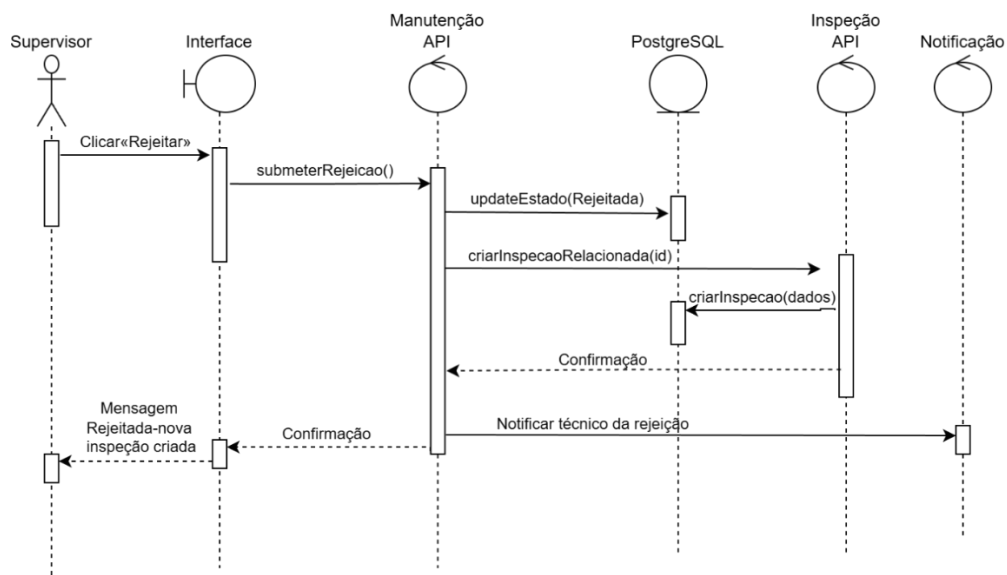 Supervisor
Interface
Manutenção
API
PostgreSQL
Inspeção
API
Notificação
Clicar«Rejeitar»
submeterRejeicao()
updateEstado(Rejeitada)
criarInspecaoRelacionada(id)
criarInspecao(dados)
Confirmação
Mensagem
Rejeitada-nova
inspeção criada
Confirmação
Notificar técnico da rejeição